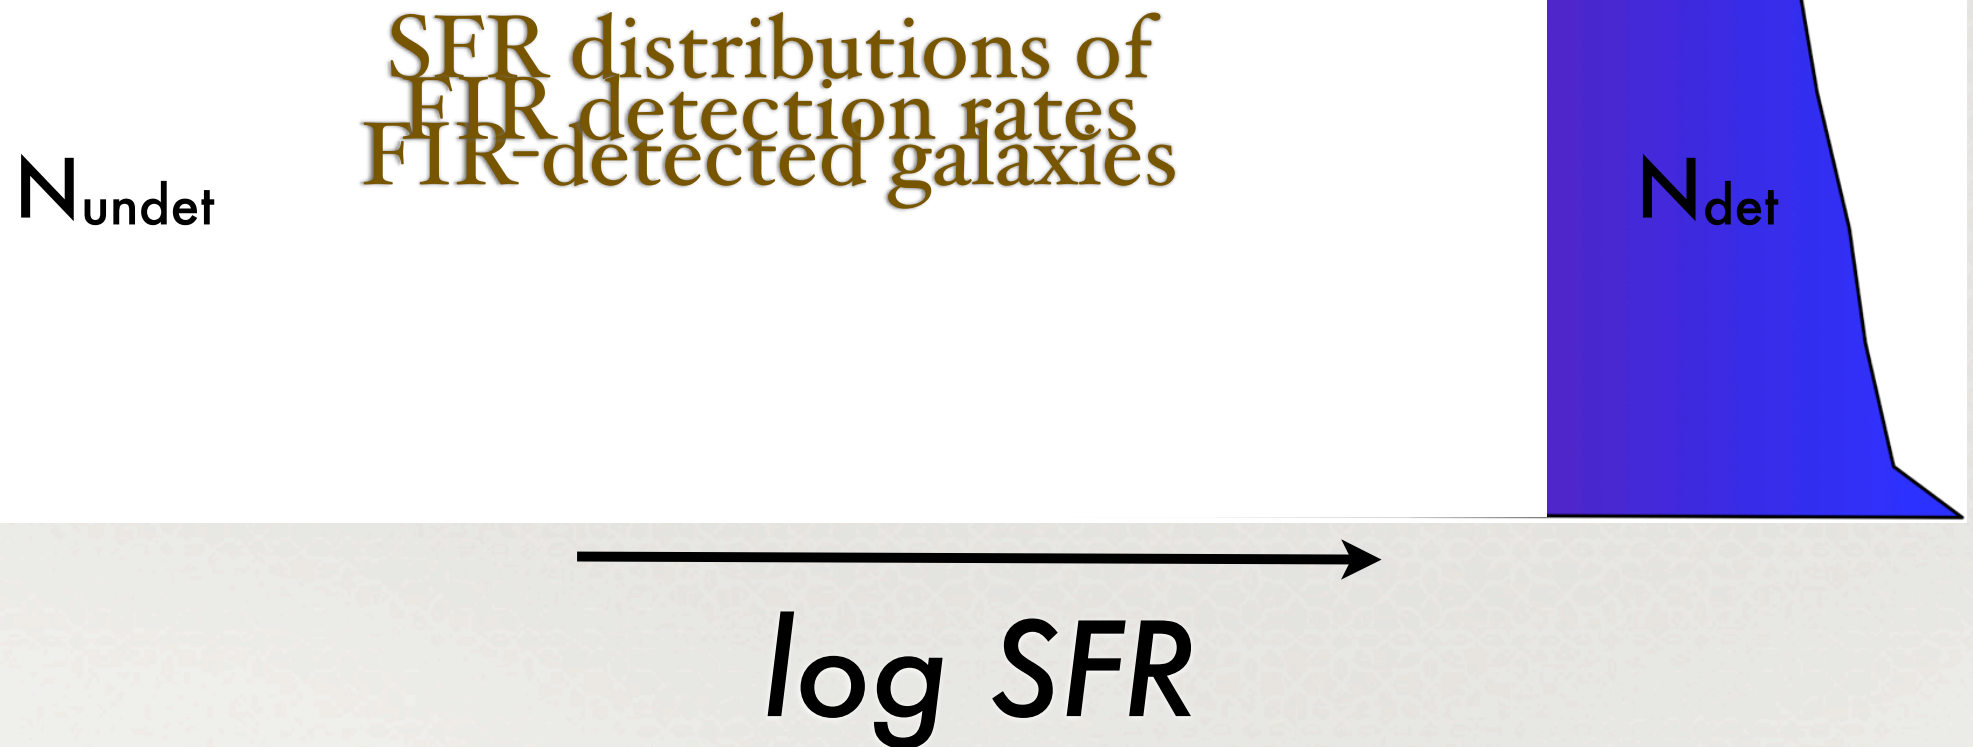 SFR distributions of
FIR detection rates
FIR-detected galaxies
Nundet
Ndet
log SFR